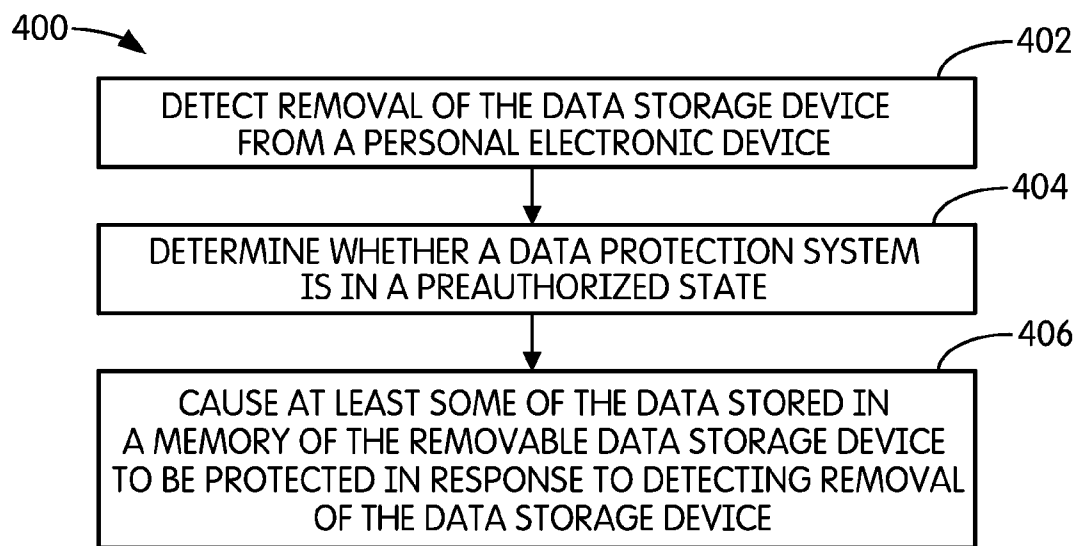 400
402
DETECT REMOVAL OF THE DATA STORAGE DEVICE
FROM A PERSONAL ELECTRONIC DEVICE
404
DETERMINE WHETHER A DATA PROTECTION SYSTEM
IS IN A PREAUTHORIZED STATE
406
CAUSE AT LEAST SOME OF THE DATA STORED IN
A MEMORY OF THE REMOVABLE DATA STORAGE DEVICE
TO BE PROTECTED IN RESPONSE TO DETECTING REMOVAL
OF THE DATA STORAGE DEVICE